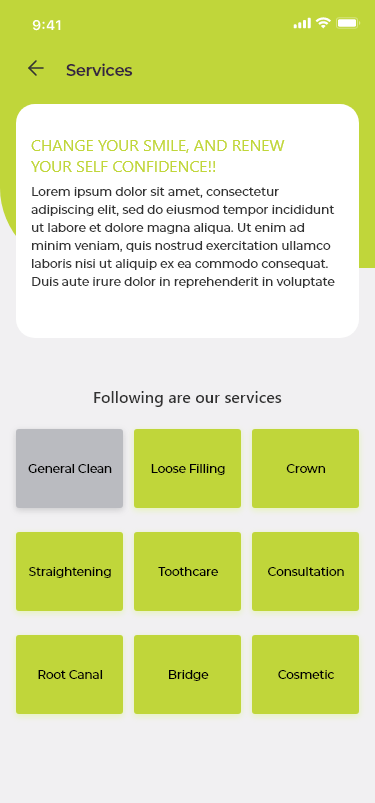 9:41
Services
CHANGE YOUR SMILE, AND RENEW
YOUR SELF CONFIDENCE!!
Lorem ipsum dolor sit amet, consectetur
adipiscing elit, sed do eiusmod tempor incididunt
ut labore et dolore magna aliqua. Ut enim ad
minim veniam, quis nostrud exercitation ullamco
laboris nisi ut aliquip ex ea commodo consequat.
Duis aute irure dolor in reprehenderit in voluptate
Following are our services
General Clean
Loose Filling
Crown
Straightening
Toothcare
Consultation
Root Canal
Bridge
Cosmetic